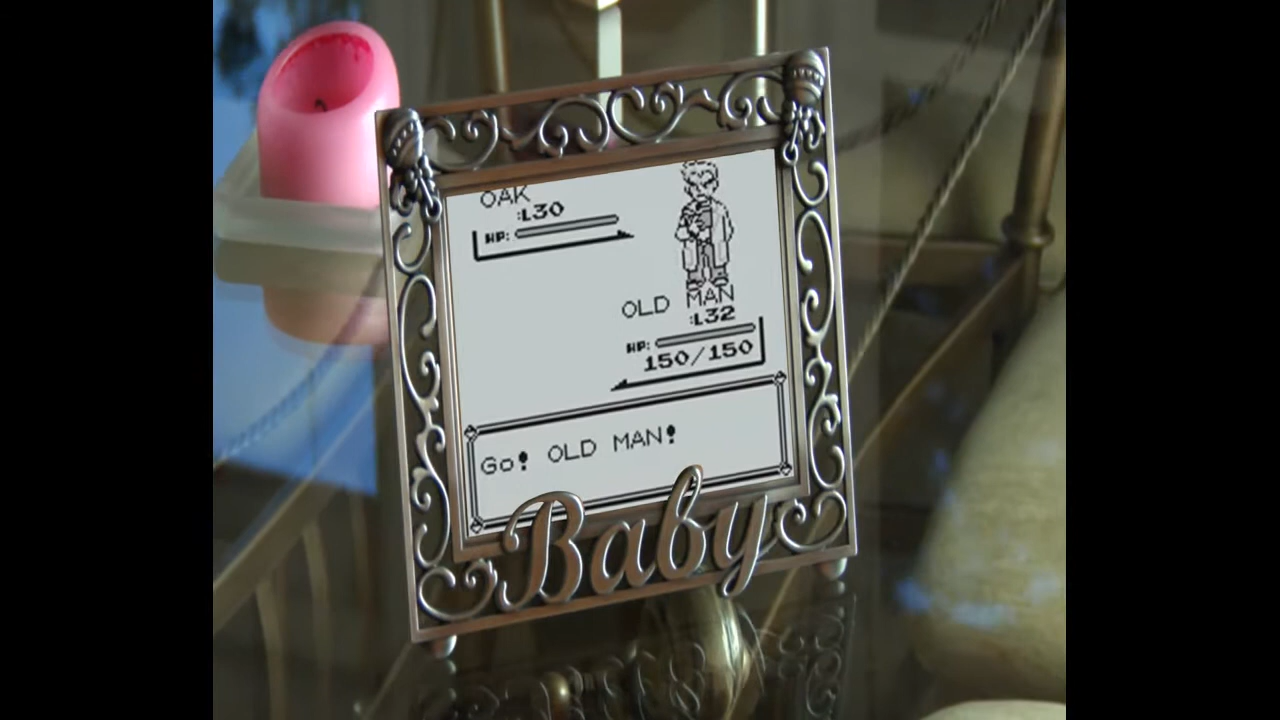 OAK
:L30
HP:
OLD MAN
:L32
HP:
150/150
Go! OLD MAN!
Baby